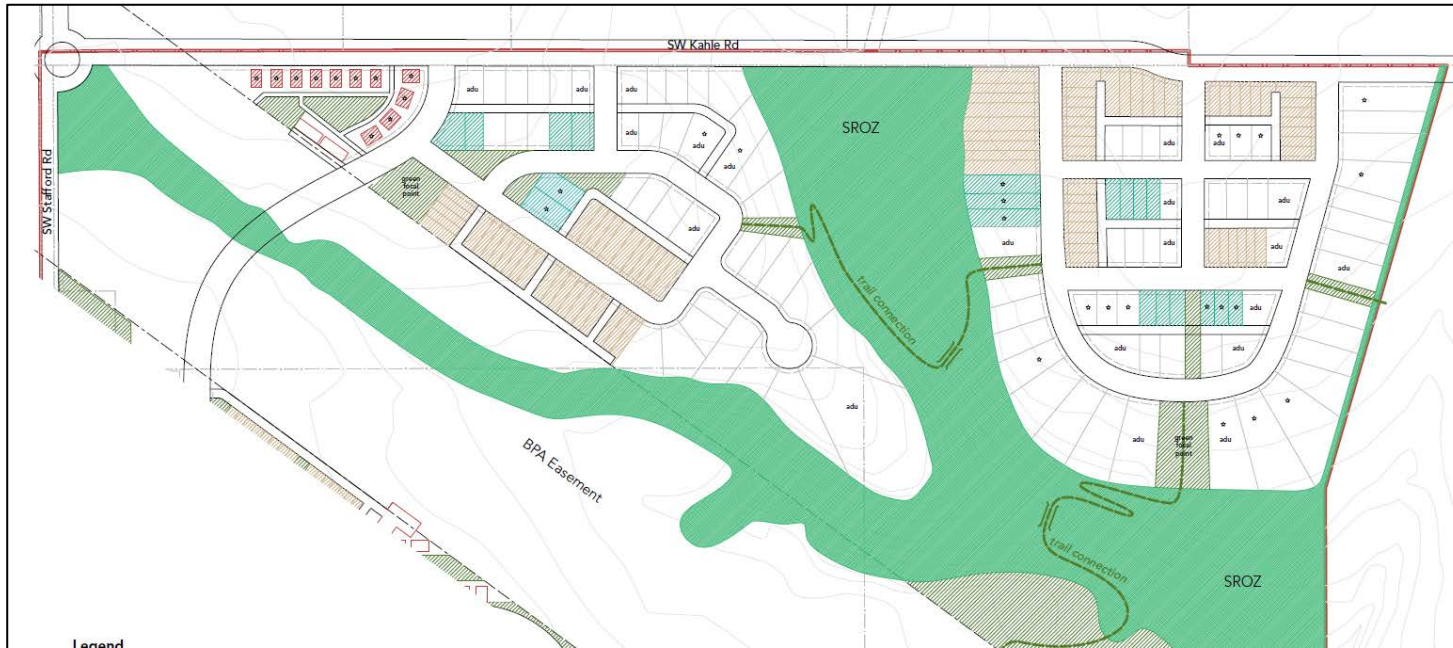 SW Kahle Rd
adu
adu
adu
SROZ
adu
adu
adu
adu
adu
green
focal
point
SW Stafford Rd
adu
adu
adu
adu
adu
adu
trail connection
adu
adu
adu
adu
adu
green
focal
point
adu
BPA Easement
trail connection
SROZ
Legend